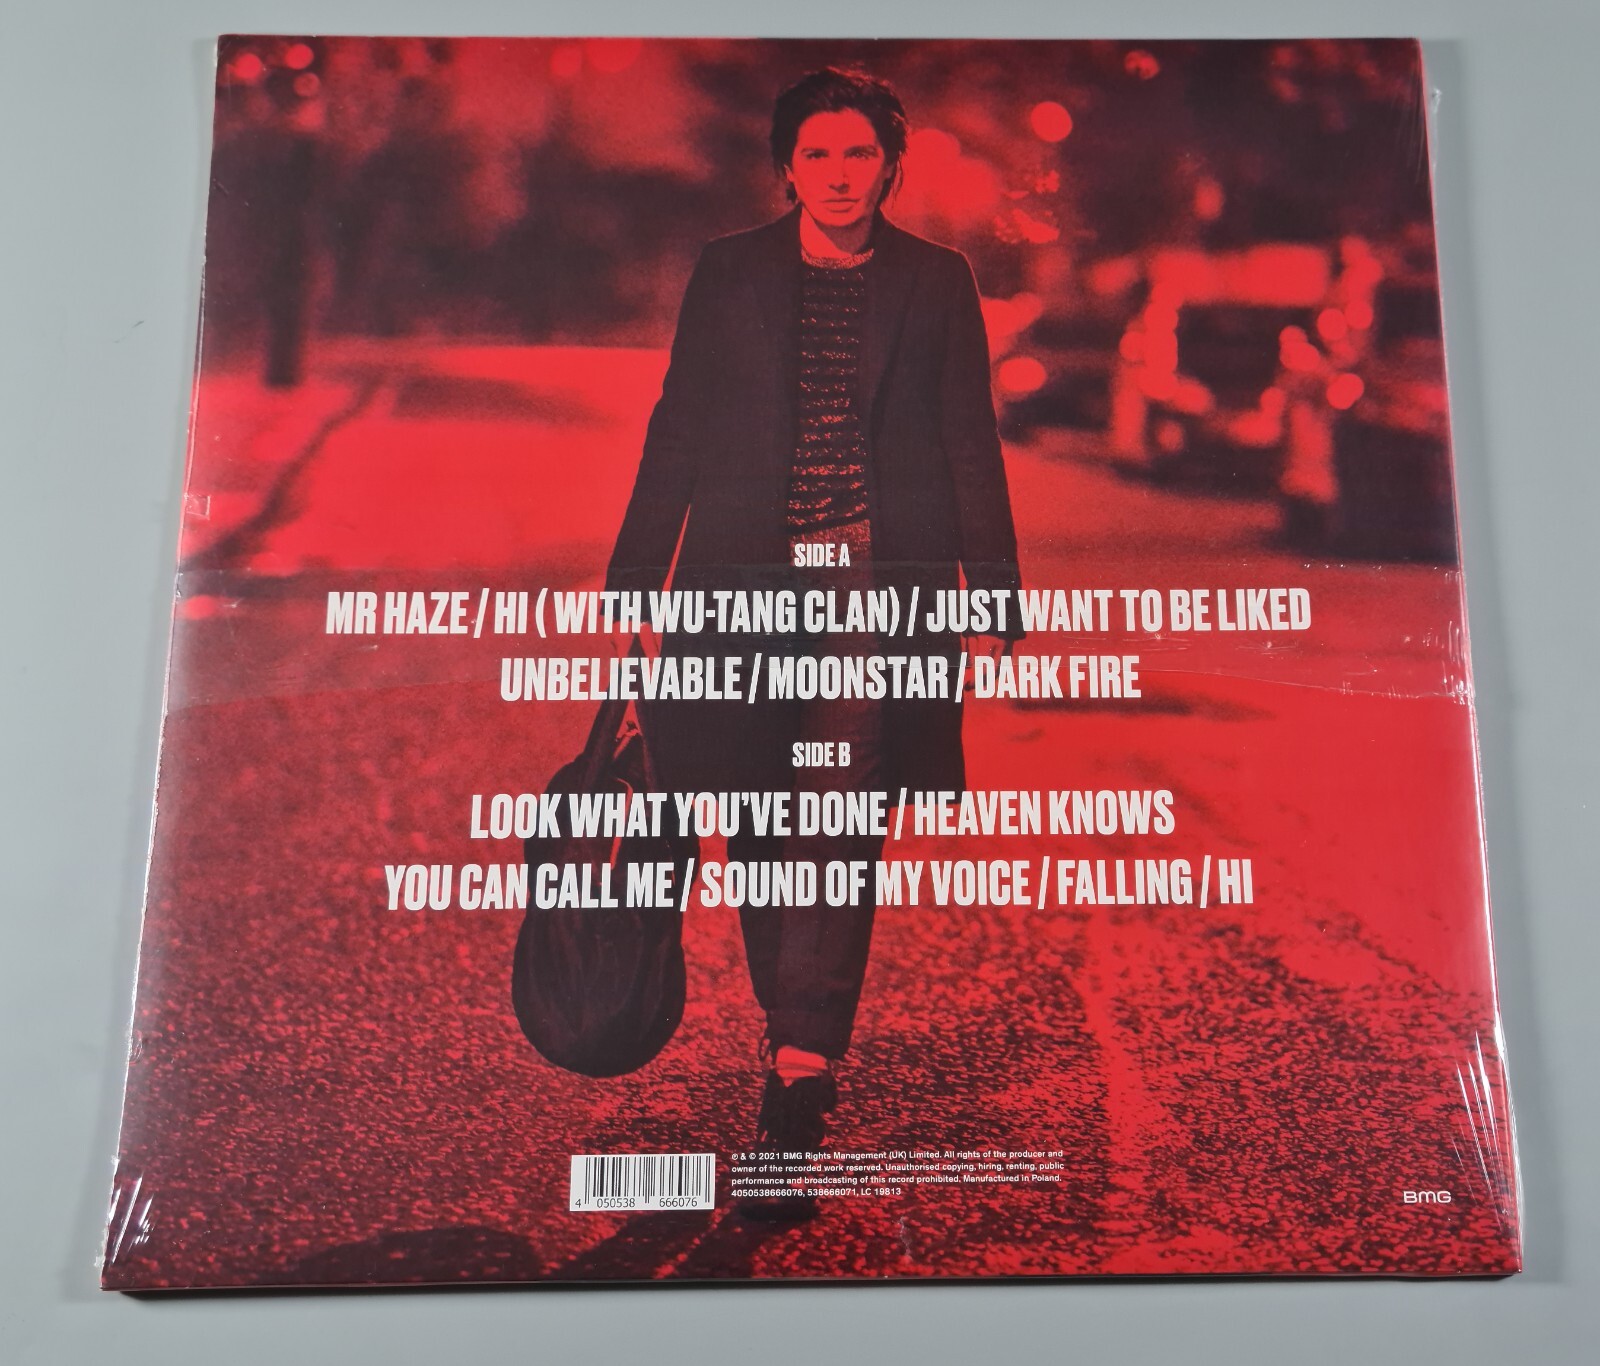 SIDE A
MR HAZE / HI ( WITH WU-TANG CLAN) / JUST WANT TO BE LIKED
UNBELIEVABLE / MOONSTAR / DARK FIRE
SIDE B
LOOK WHAT YOU'VE DONE / HEAVEN KNOWS
YOU CAN CALL ME / SOUND OF MY VOICE / FALLING / HI
℗ & © 2021 BMG Rights Management (UK) Limited. All rights of the producer and
owner of the recorded work reserved. Unauthorised copying, hiring, renting, public
performance and broadcasting of this record prohibited. Manufactured in Poland.
4050538666076, 538666071, LC 19813
4 050538 666076
BMG